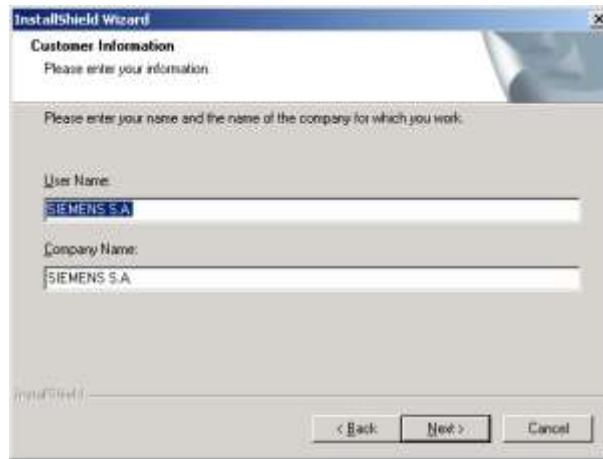 InstallShield Wizard
Customer Information
Please enter your information.
Please enter your name and the name of the company for which you work.
User Name:
SIEMENS S.A.
Company Name:
SIEMENS S.A.
InstallShield
< Back
Next >
Cancel